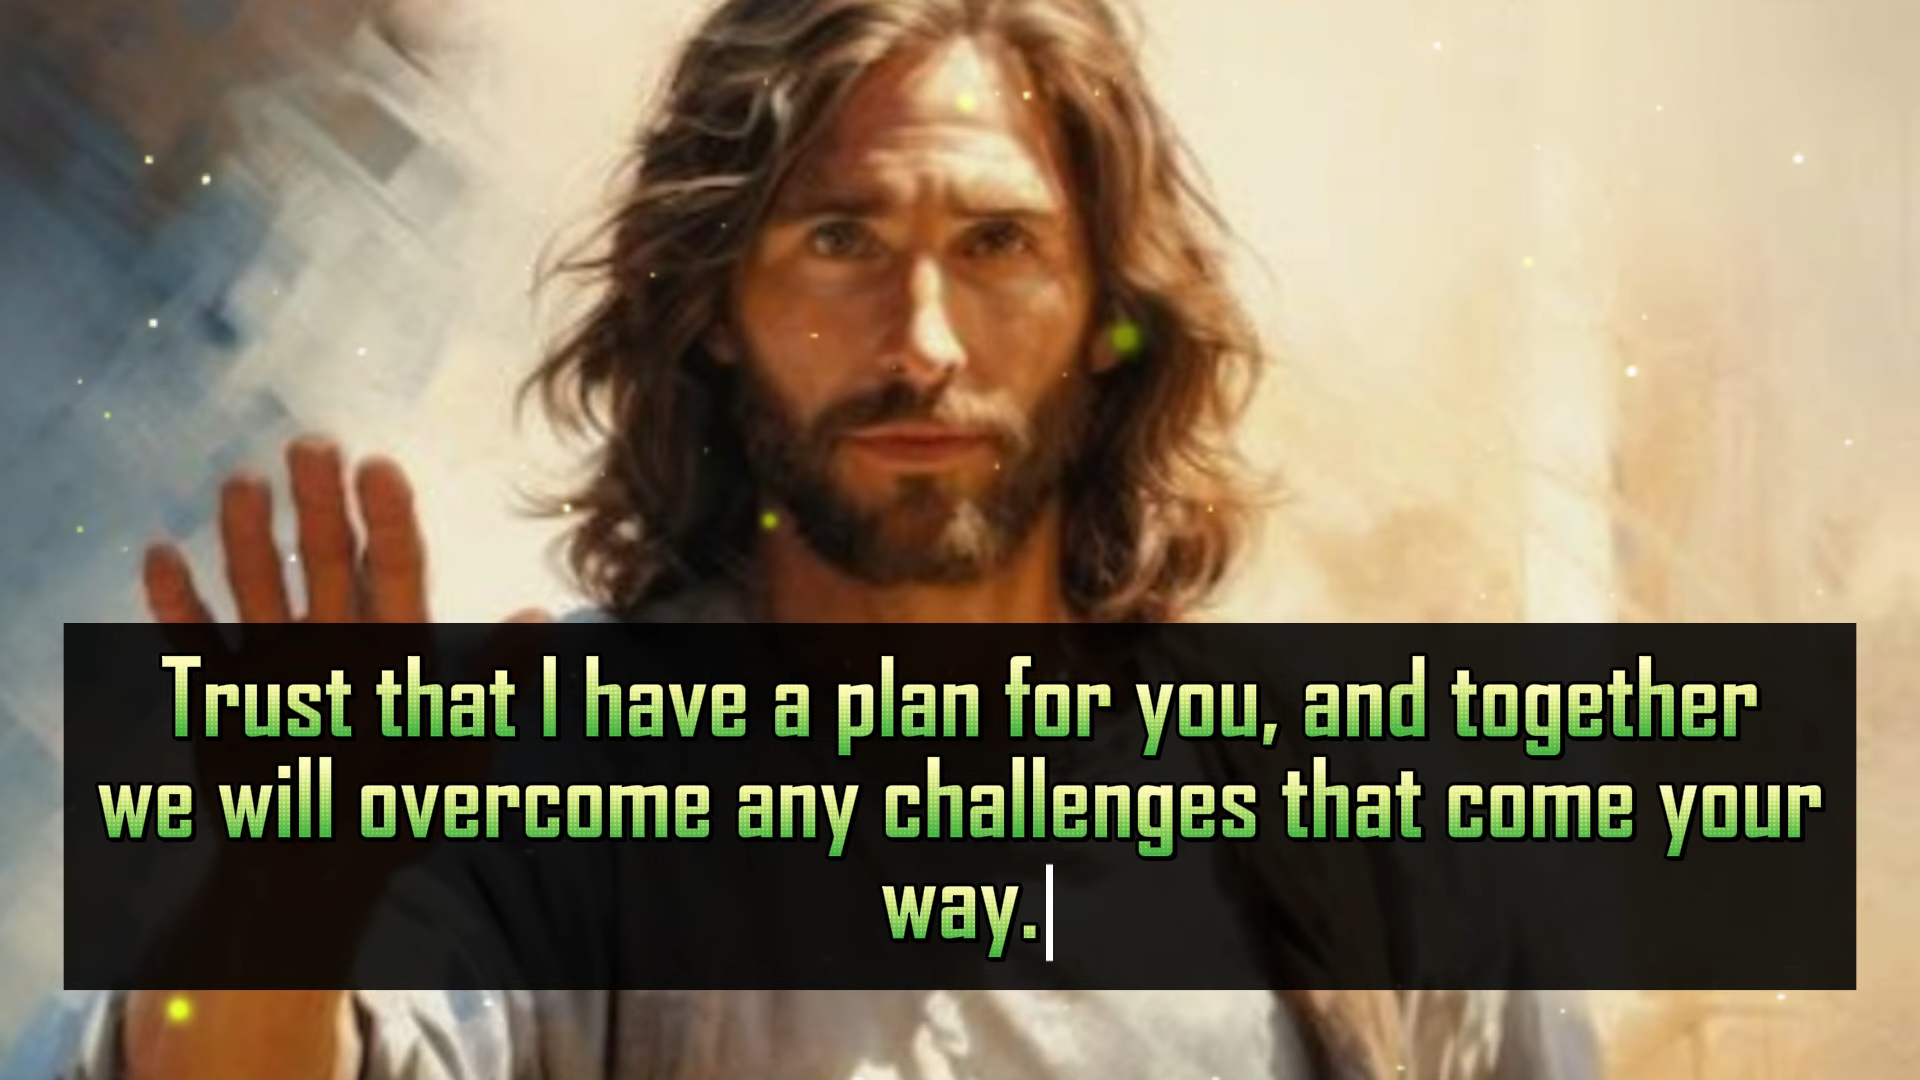 Trust that I have a plan for you, and together
we will overcome any challenges that come your
way.